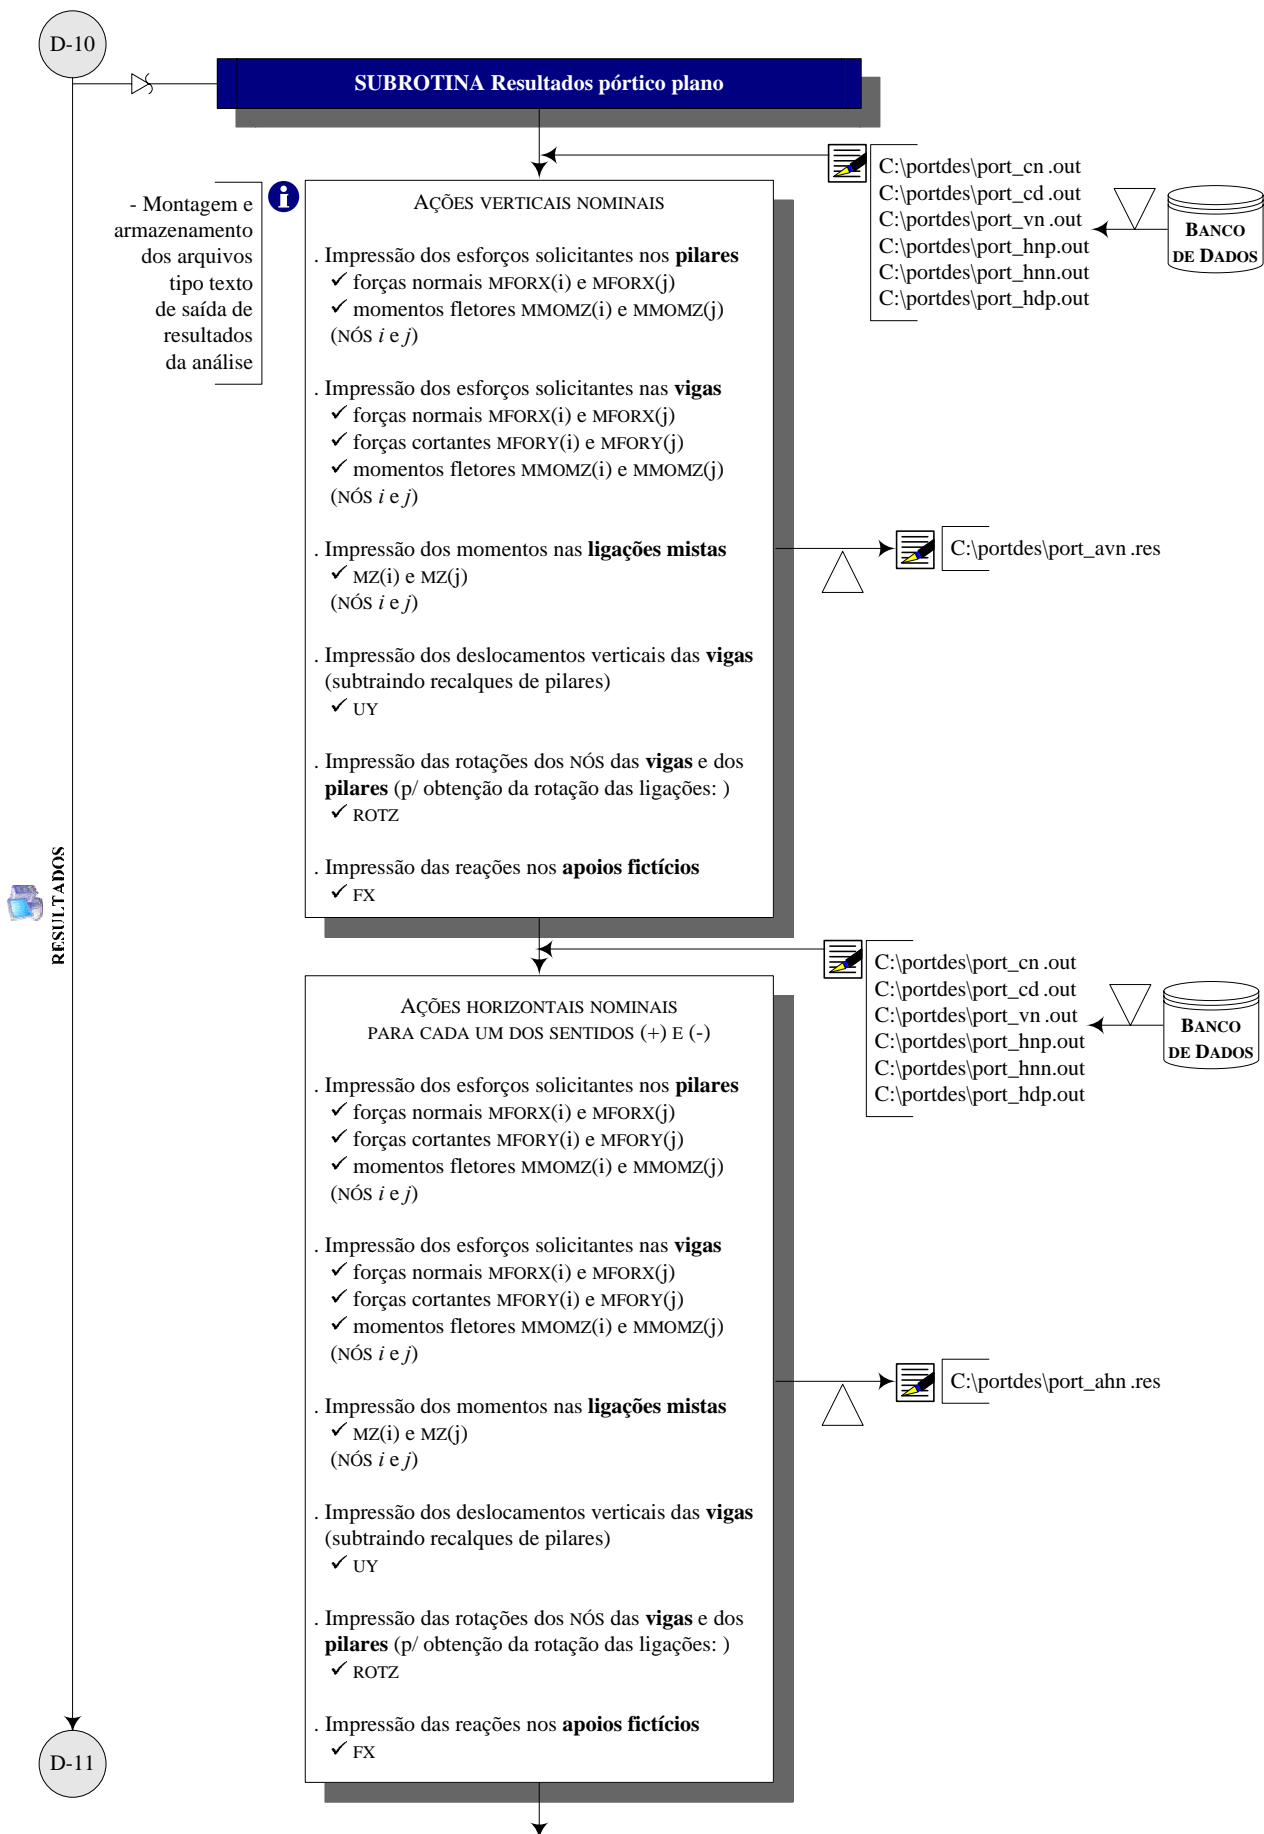 D-10
SUBROTINA Resultados pórtico plano
C:\portdes\port_cn .out
C:\portdes\port_cd .out
C:\portdes\port_vn .out
C:\portdes\port_hnp.out
C:\portdes\port_hnn.out
C:\portdes\port_hdp.out
BANCO
DE DADOS
- Montagem e
armazenamento
dos arquivos
tipo texto
de saída de
resultados
da análise
i
AÇÕES VERTICAIS NOMINAIS
. Impressão dos esforços solicitantes nos pilares
✓ forças normais MFORX(i) e MFORX(j)
✓ momentos fletores MMOMZ(i) e MMOMZ(j)
(NÓS i e j)
. Impressão dos esforços solicitantes nas vigas
✓ forças normais MFORX(i) e MFORX(j)
✓ forças cortantes MFORY(i) e MFORY(j)
✓ momentos fletores MMOMZ(i) e MMOMZ(j)
(NÓS i e j)
. Impressão dos momentos nas ligações mistas
✓ MZ(i) e MZ(j)
(NÓS i e j)
C:\portdes\port_avn .res
. Impressão dos deslocamentos verticais das vigas
(subtraindo recalques de pilares)
✓ UY
. Impressão das rotações dos NÓS das vigas e dos
pilares (p/ obtenção da rotação das ligações: )
✓ ROTZ
. Impressão das reações nos apoios fictícios
✓ FX
RESULTADOS
C:\portdes\port_cn .out
C:\portdes\port_cd .out
C:\portdes\port_vn .out
C:\portdes\port_hnp.out
C:\portdes\port_hnn.out
C:\portdes\port_hdp.out
BANCO
DE DADOS
AÇÕES HORIZONTAIS NOMINAIS
PARA CADA UM DOS SENTIDOS (+) E (-)
. Impressão dos esforços solicitantes nos pilares
✓ forças normais MFORX(i) e MFORX(j)
✓ forças cortantes MFORY(i) e MFORY(j)
✓ momentos fletores MMOMZ(i) e MMOMZ(j)
(NÓS i e j)
. Impressão dos esforços solicitantes nas vigas
✓ forças normais MFORX(i) e MFORX(j)
✓ forças cortantes MFORY(i) e MFORY(j)
✓ momentos fletores MMOMZ(i) e MMOMZ(j)
(NÓS i e j)
C:\portdes\port_ahn .res
. Impressão dos momentos nas ligações mistas
✓ MZ(i) e MZ(j)
(NÓS i e j)
. Impressão dos deslocamentos verticais das vigas
(subtraindo recalques de pilares)
✓ UY
. Impressão das rotações dos NÓS das vigas e dos
pilares (p/ obtenção da rotação das ligações: )
✓ ROTZ
. Impressão das reações nos apoios fictícios
✓ FX
D-11